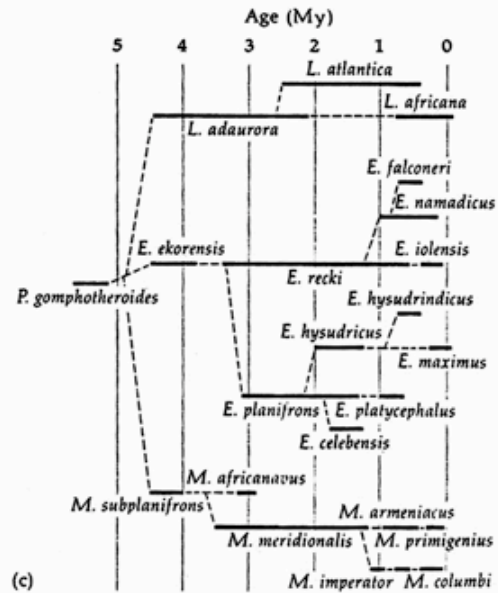 Age (My)
5 4 3 2 1 0
L. atlantica
L. africana
L. adaurora
E. falconeri
E. namadicus
E. ekorensis
E. iolensis
E. recki
P. gomphotheroides
E. hysudrindicus
E. hysudricus
E. maximus
E. planifrons
E. platycephalus
E. celebensis
M. africanavus
M. subplanifrons
M. armeniacus
M. meridionalis
M. primigenius
M. imperator
M. columbi
(c)